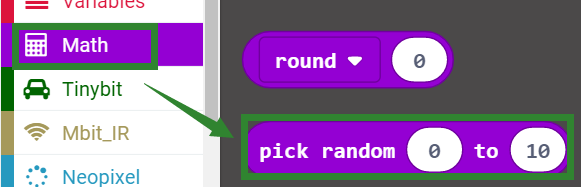 Variables
Math
Tinybit
Mbit_IR
Neopixel
round 0
pick random 0 to 10